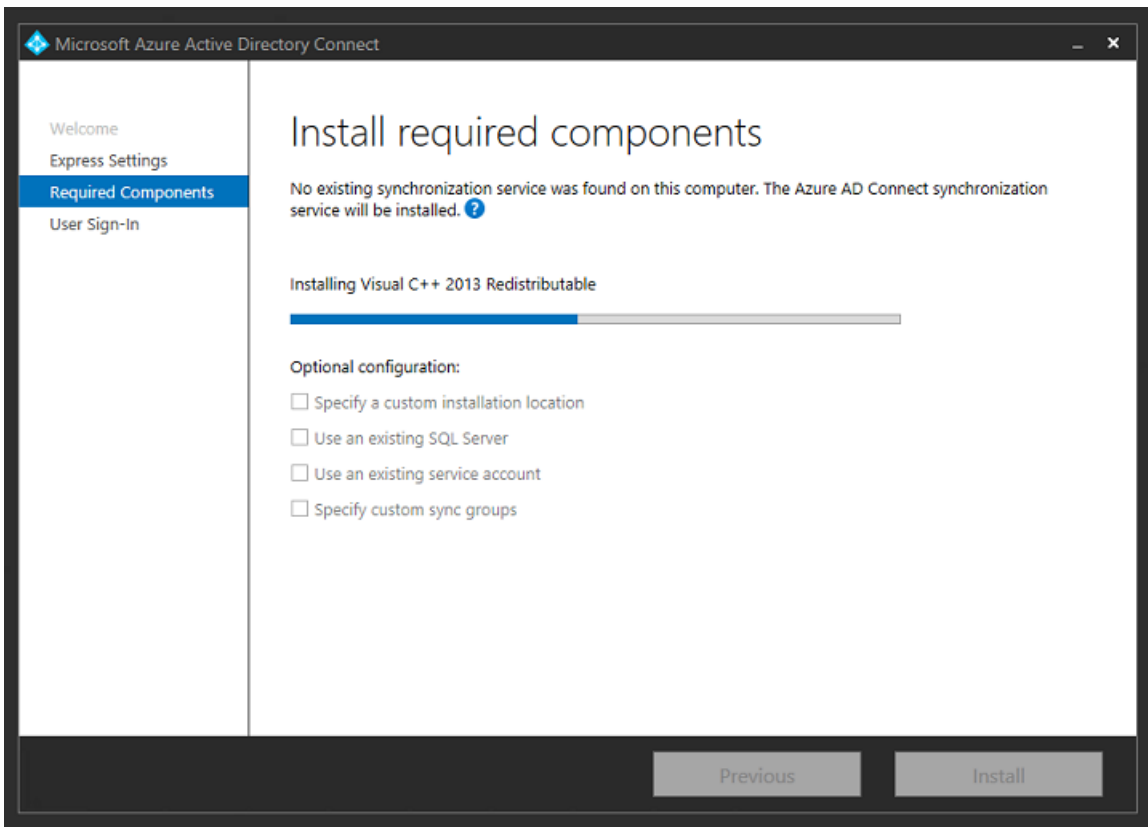 Microsoft Azure Active Directory Connect
Welcome
Express Settings
Required Components
User Sign-In
Install required components
No existing synchronization service was found on this computer. The Azure AD Connect synchronization
service will be installed. ?
Installing Visual C++ 2013 Redistributable
Optional configuration:
Specify a custom installation location
Use an existing SQL Server
Use an existing service account
Specify custom sync groups
Previous
Install